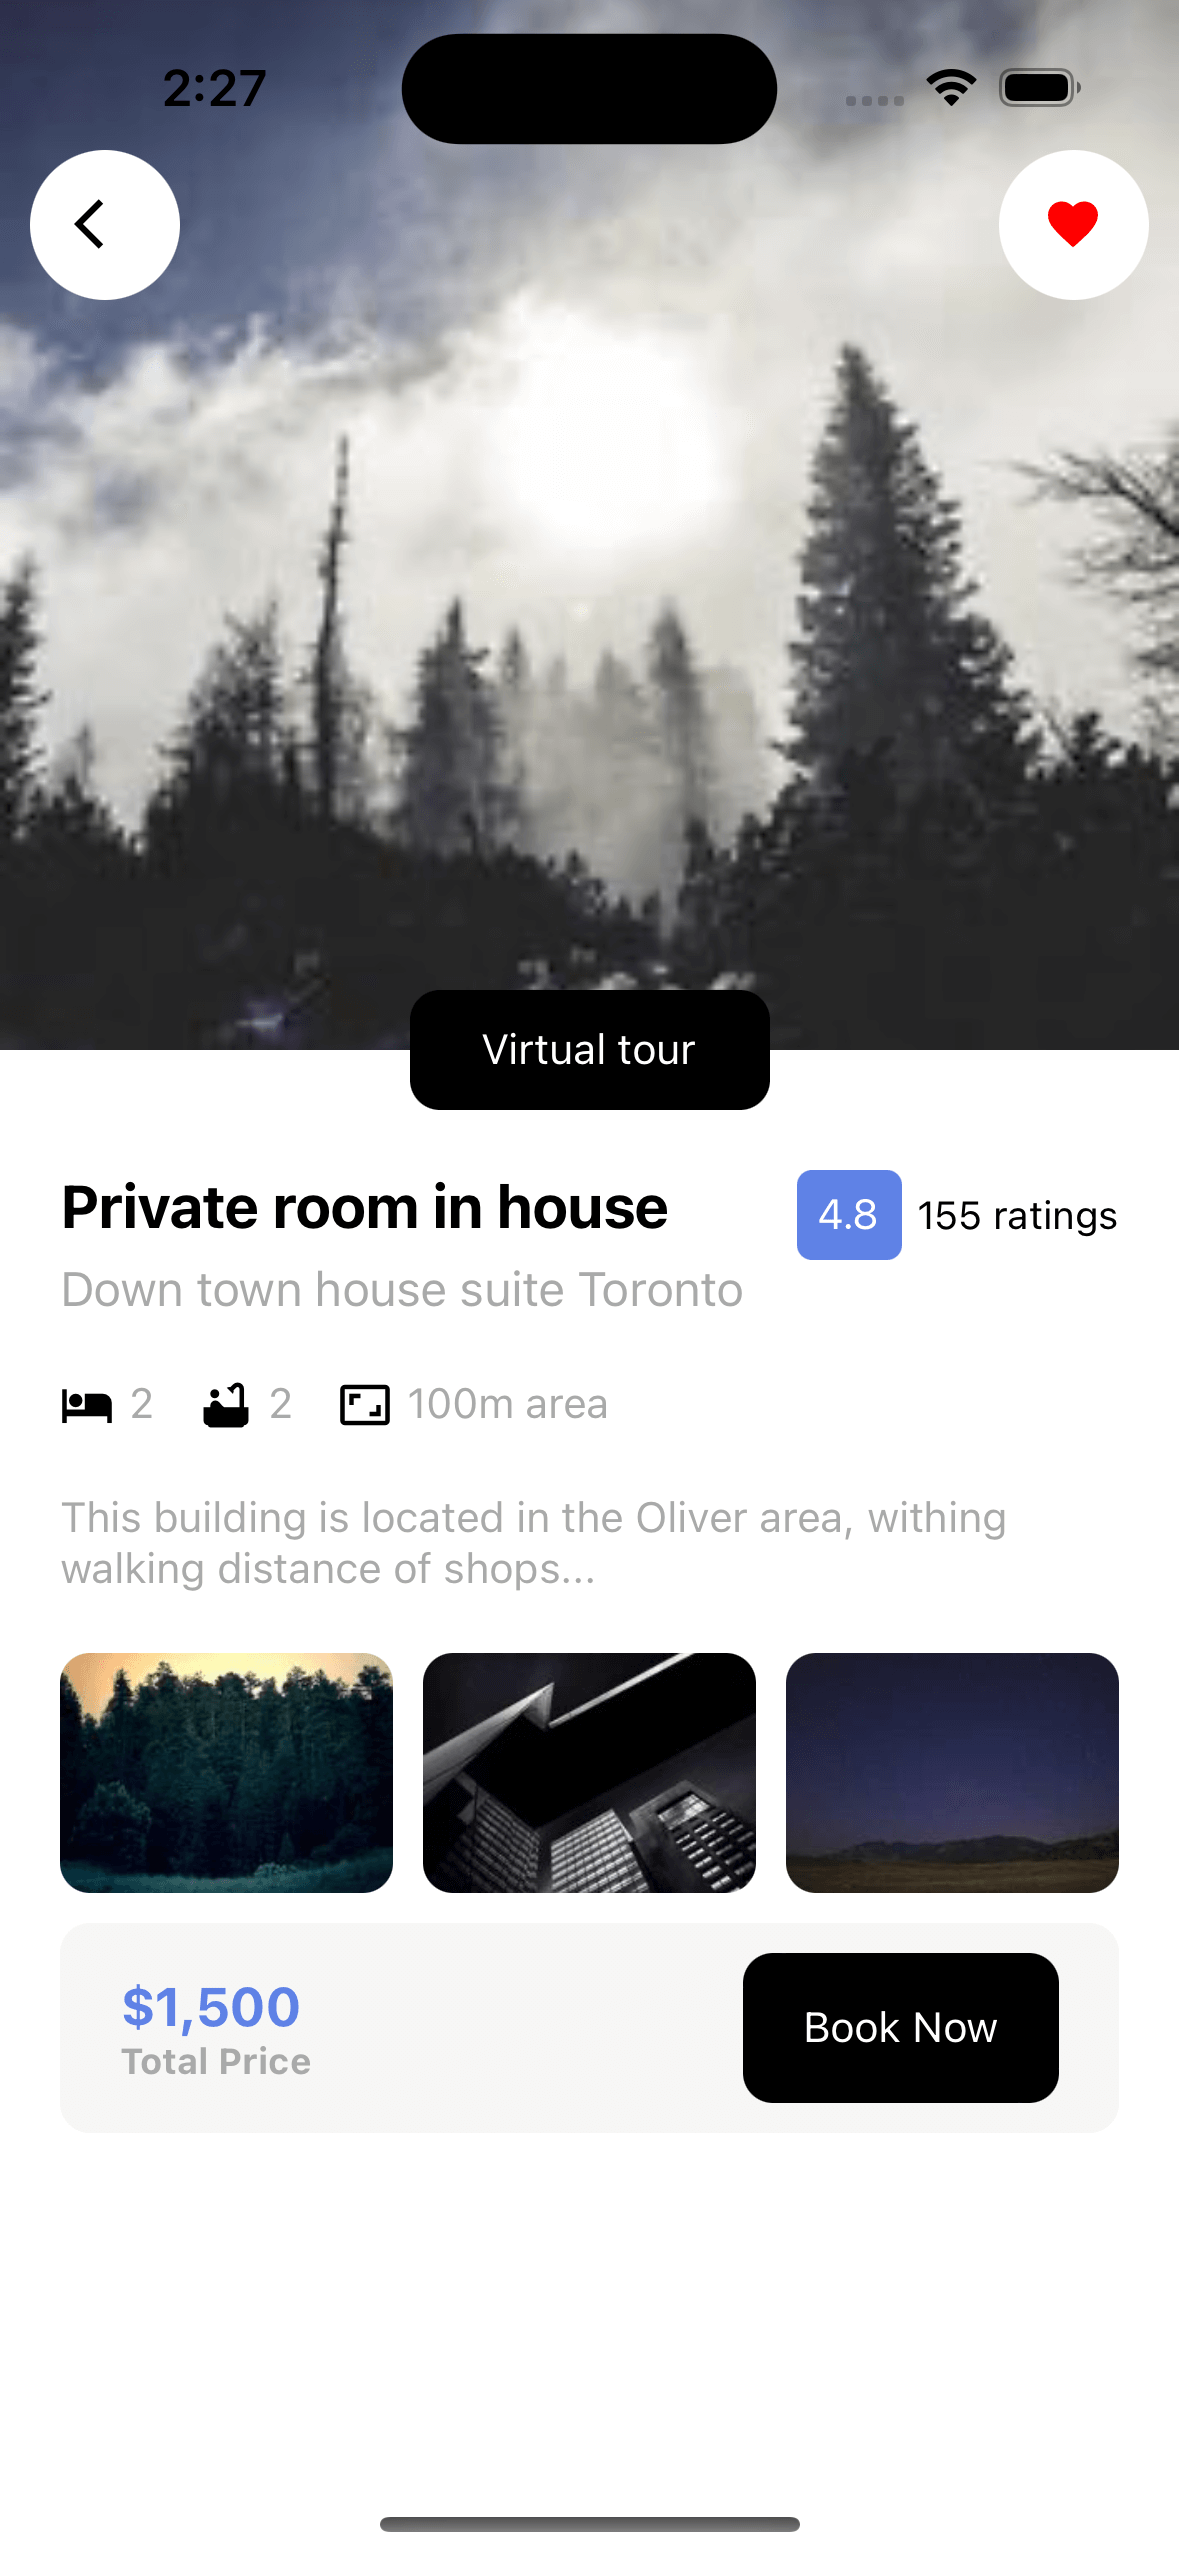 2:27
Virtual tour
Private room in house
4.8 155 ratings
Down town house suite Toronto
2 2 100m area
This building is located in the Oliver area, withing
walking distance of shops...
$1,500
Total Price
Book Now